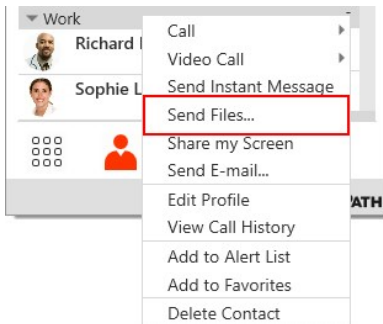 Work
Richard
Sophie L
Call
Video Call
Send Instant Message
Send Files...
Share my Screen
Send E-mail...
Edit Profile
View Call History
Add to Alert List
Add to Favorites
Delete Contact
ATH